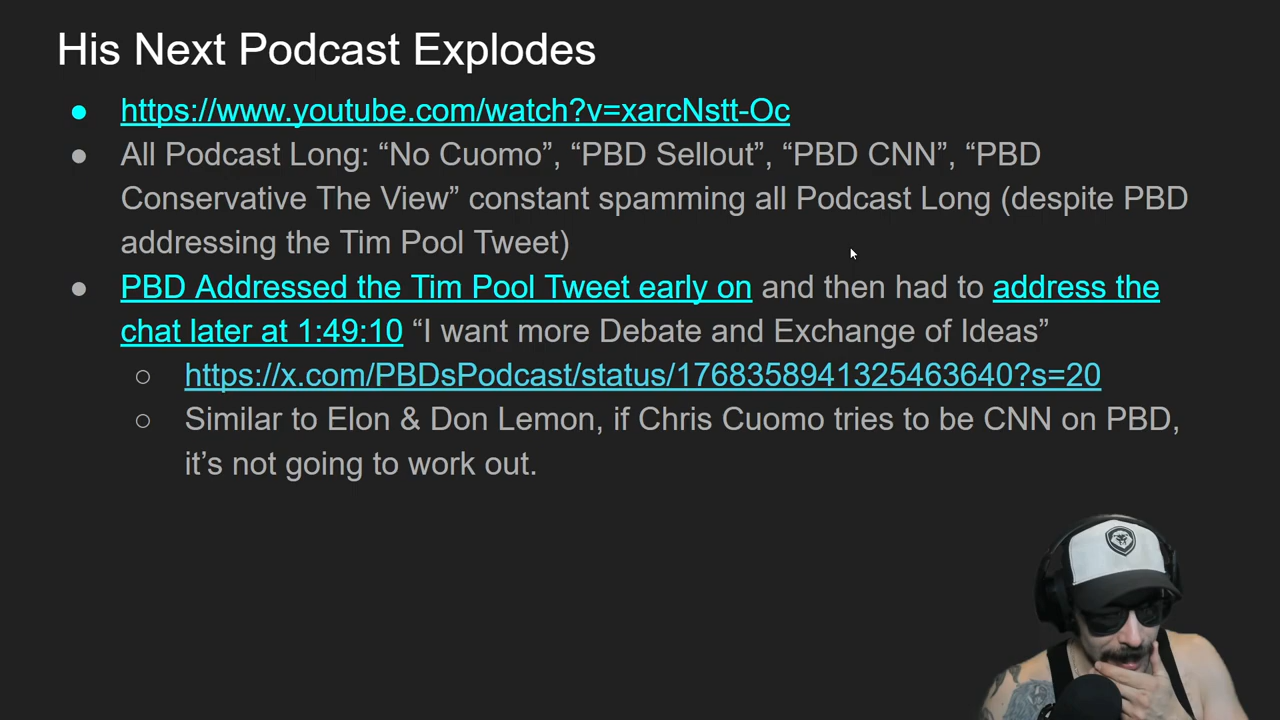 His Next Podcast Explodes
● https://www.youtube.com/watch?v=xarcNstt-Oc
● All Podcast Long: “No Cuomo”, “PBD Sellout”, “PBD CNN”, “PBD
Conservative The View” constant spamming all Podcast Long (despite PBD
addressing the Tim Pool Tweet)
● PBD Addressed the Tim Pool Tweet early on and then had to address the
chat later at 1:49:10 “I want more Debate and Exchange of Ideas”
○ https://x.com/PBDsPodcast/status/1768358941325463640?s=20
○ Similar to Elon & Don Lemon, if Chris Cuomo tries to be CNN on PBD,
it’s not going to work out.